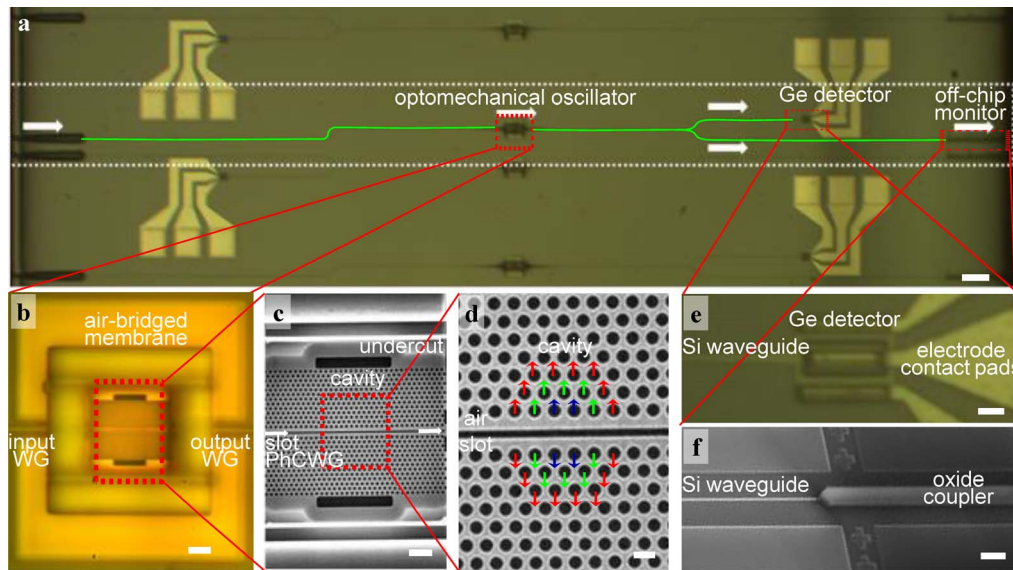 a
optomechanical oscillator
Ge detector
off-chip
monitor
b
air-bridged
membrane
input
WG
output
WG
c
undercut
cavity
slot
PhCWG
d
cavity
air
slot
e
Ge detector
Si waveguide
electrode
contact pads
f
Si waveguide
oxide
coupler